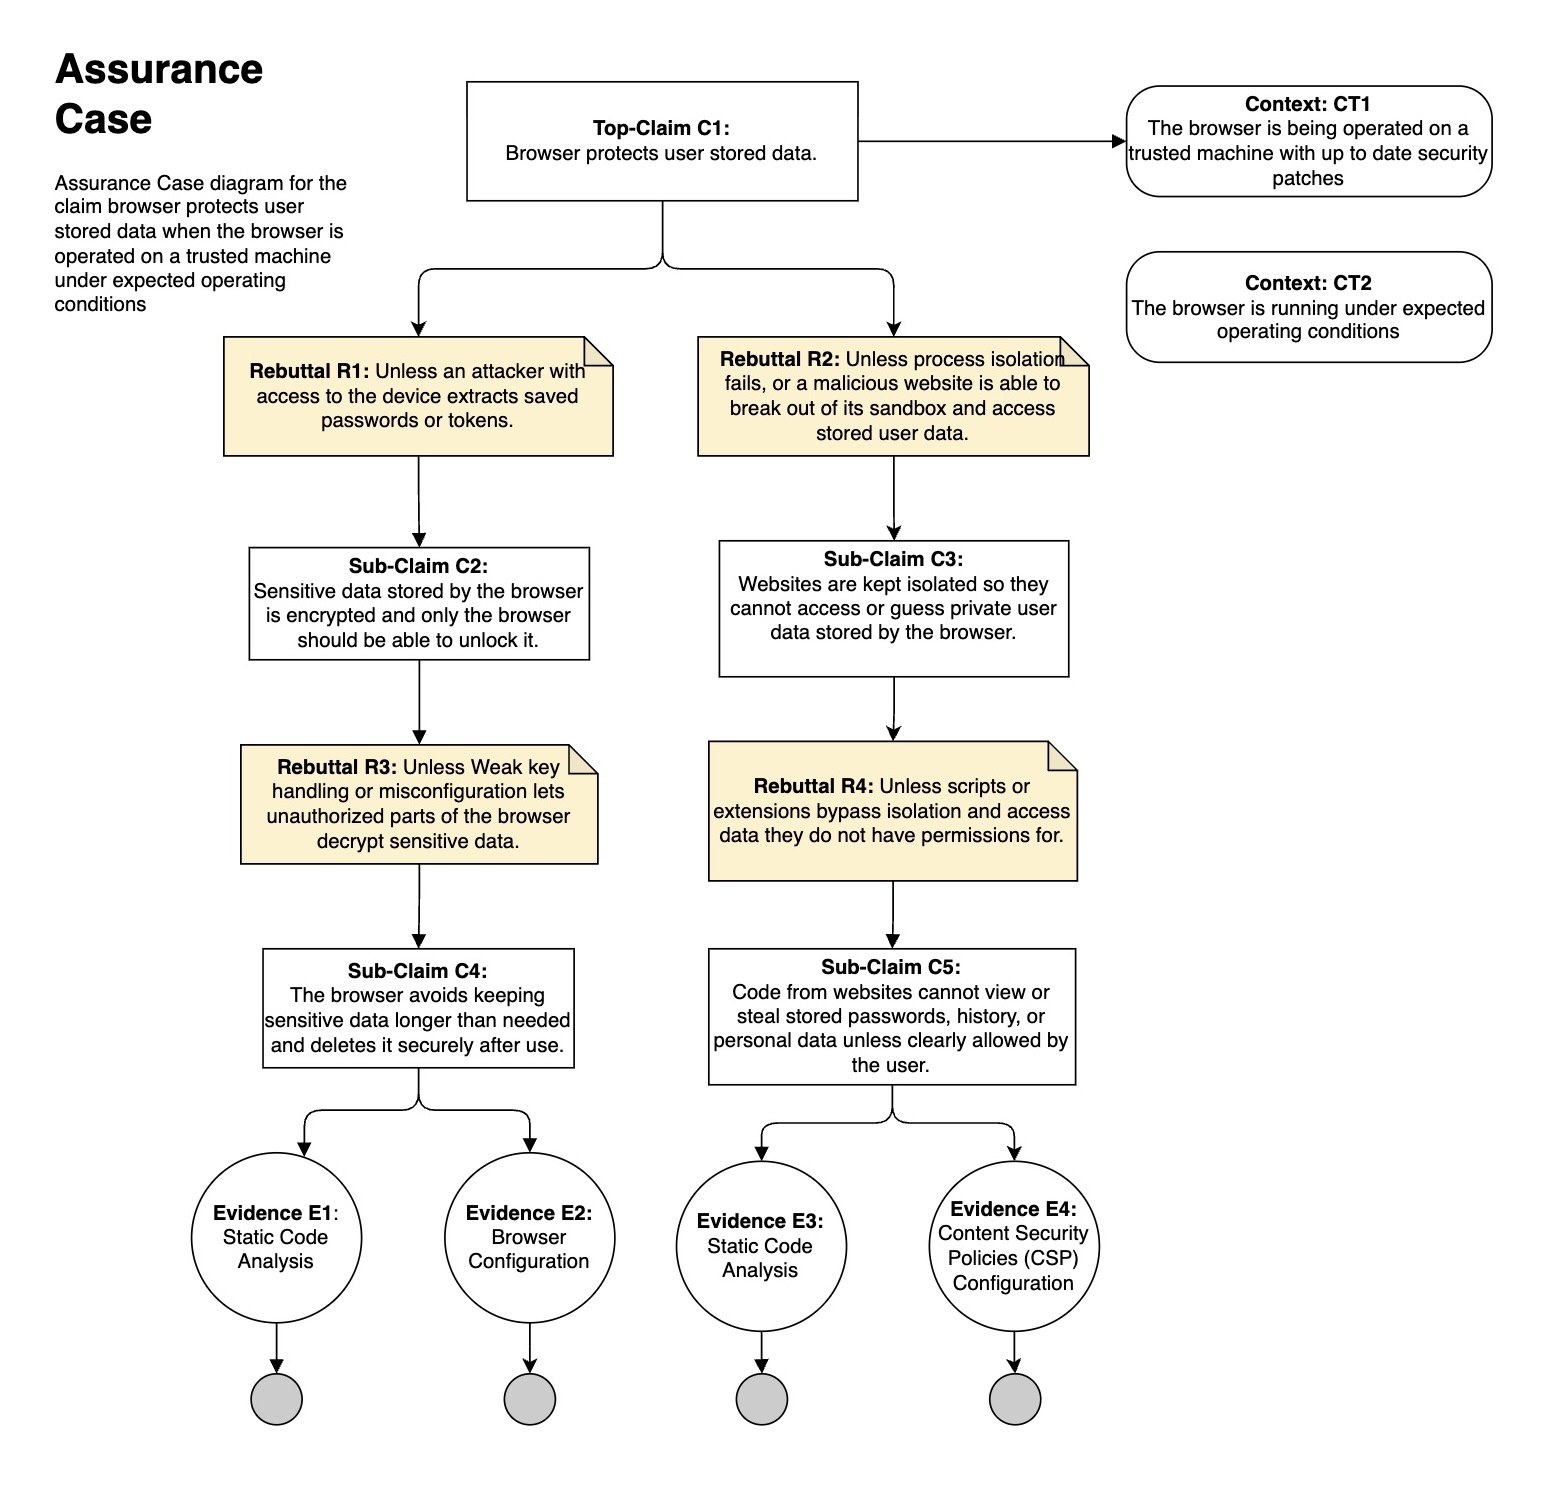 Assurance
Case
Assurance Case diagram for the
claim browser protects user
stored data when the browser is
operated on a trusted machine
under expected operating
conditions
Top-Claim C1:
Browser protects user stored data.
Context: CT1
The browser is being operated on a
trusted machine with up to date security
patches
Context: CT2
The browser is running under expected
operating conditions
Rebuttal R1: Unless an attacker with
access to the device extracts saved
passwords or tokens.
Rebuttal R2: Unless process isolation
fails, or a malicious website is able to
break out of its sandbox and access
stored user data.
Sub-Claim C2:
Sensitive data stored by the browser
is encrypted and only the browser
should be able to unlock it.
Sub-Claim C3:
Websites are kept isolated so they
cannot access or guess private user
data stored by the browser.
Rebuttal R3: Unless Weak key
handling or misconfiguration lets
unauthorized parts of the browser
decrypt sensitive data.
Rebuttal R4: Unless scripts or
extensions bypass isolation and access
data they do not have permissions for.
Sub-Claim C4:
The browser avoids keeping
sensitive data longer than needed
and deletes it securely after use.
Sub-Claim C5:
Code from websites cannot view or
steal stored passwords, history, or
personal data unless clearly allowed by
the user.
Evidence E1:
Static Code
Analysis
Evidence E2:
Browser
Configuration
Evidence E3:
Static Code
Analysis
Evidence E4:
Content Security
Policies (CSP)
Configuration